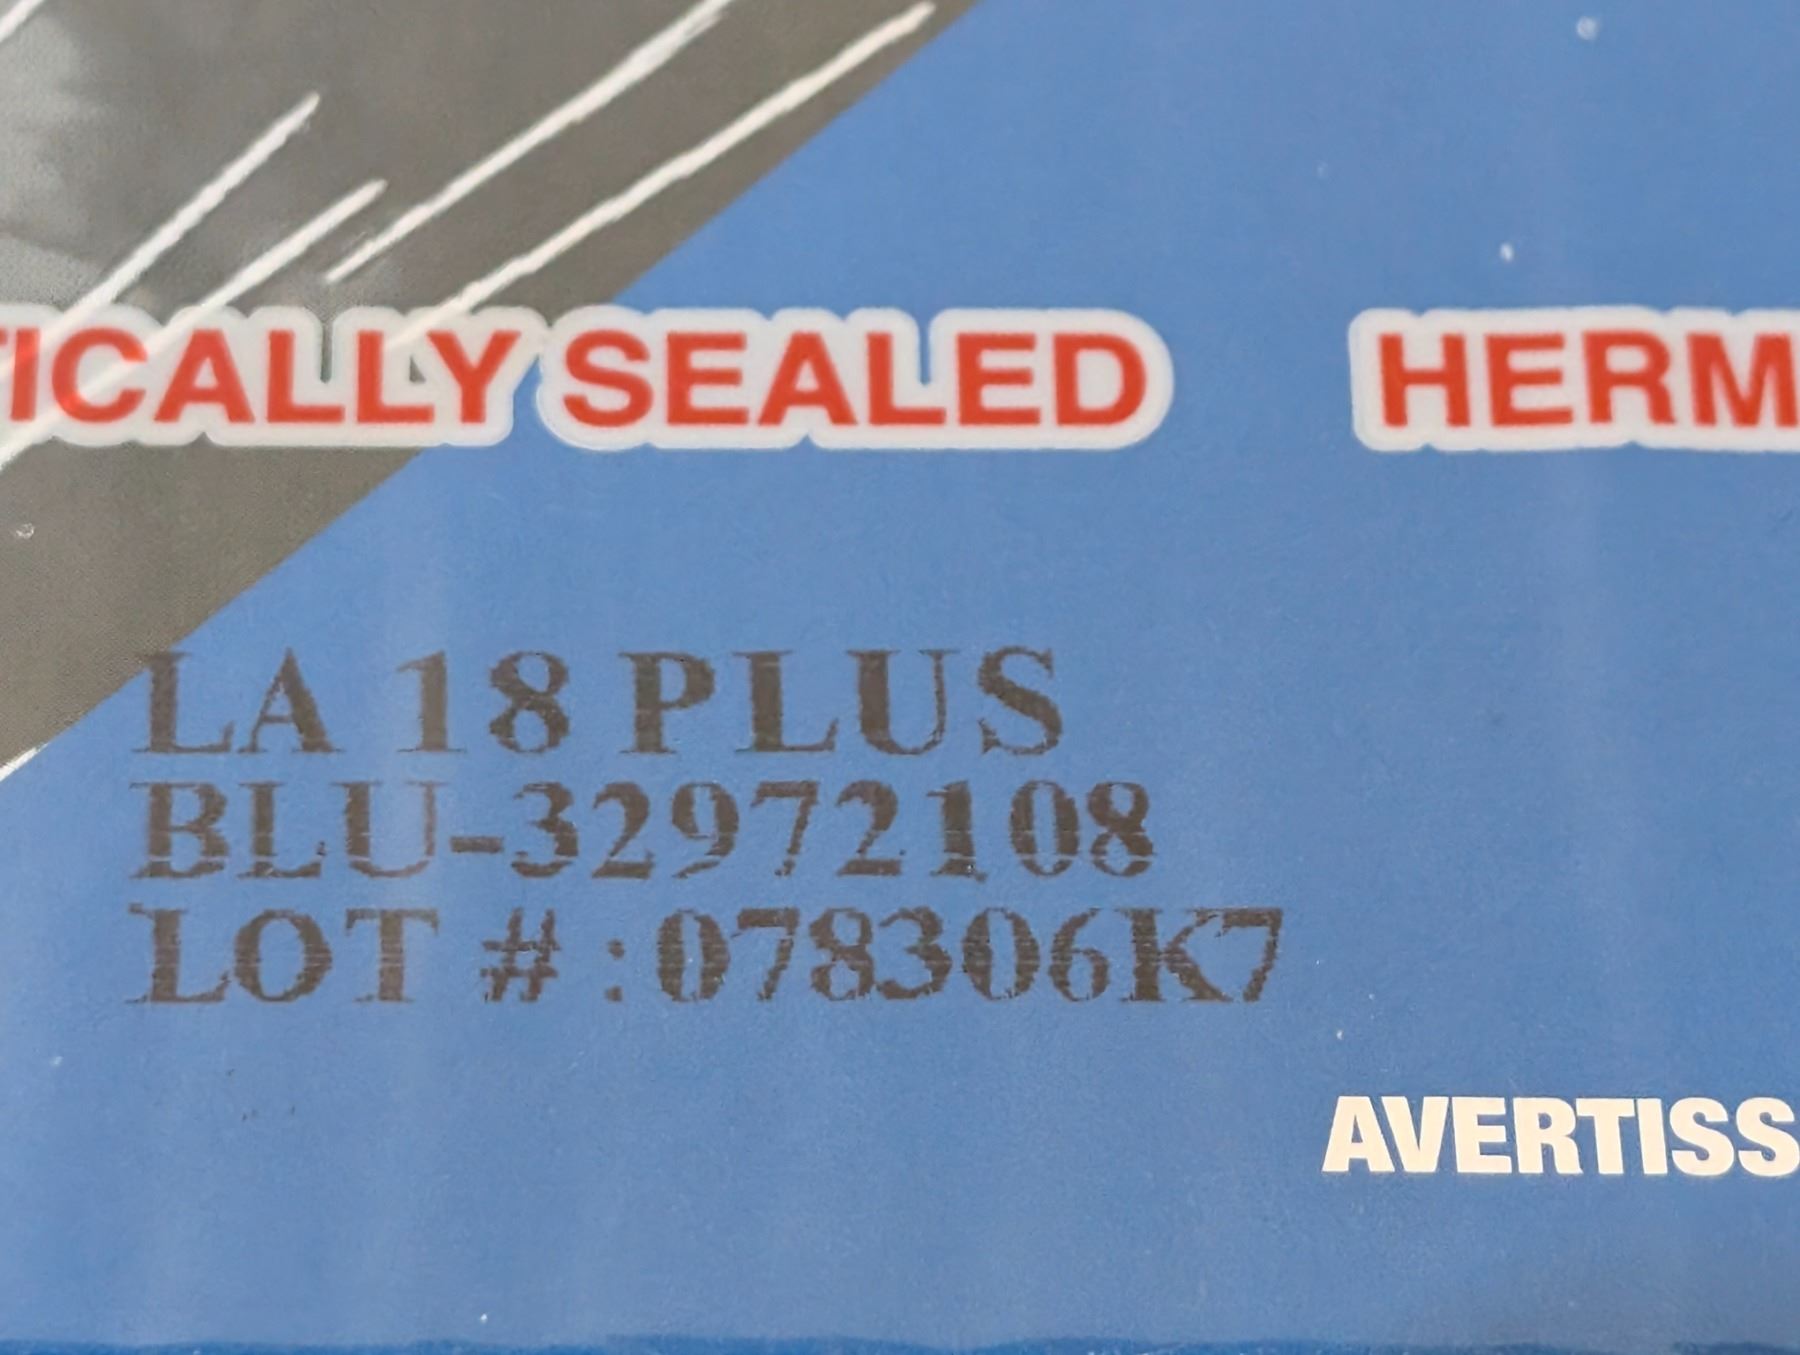 TICALLY SEALED HERM
LA 18 PLUS
BLU-32972108
LOT # : 078306K7
AVERTISS